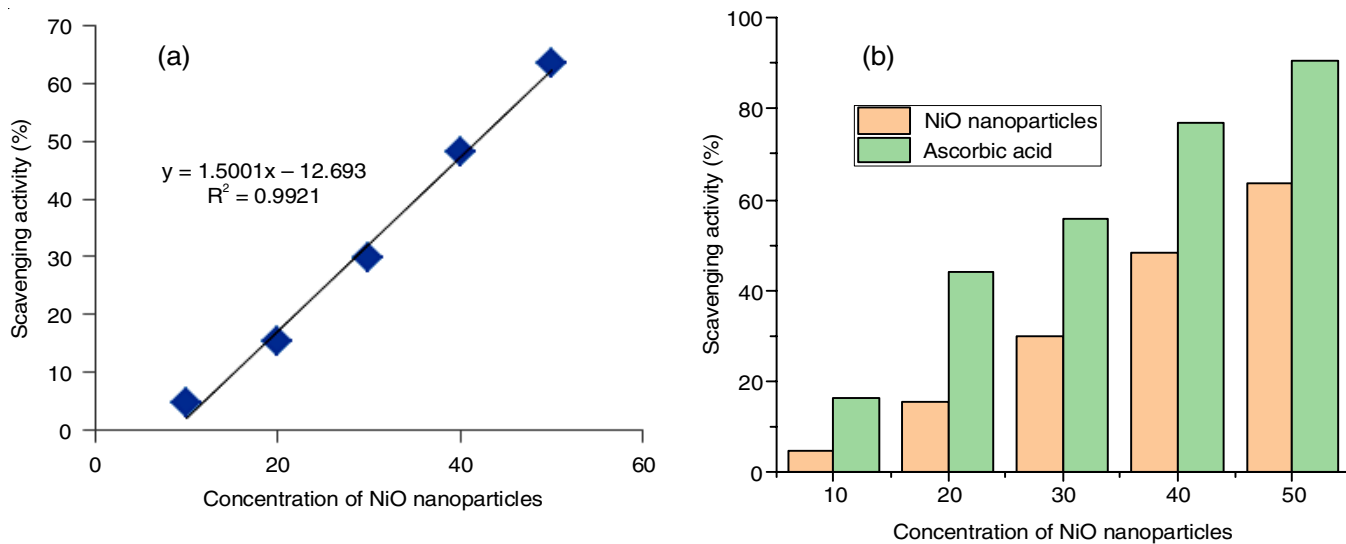 (a)
Scavenging activity (%)
70
60
50
40
30
20
10
0
y = 1.5001x – 12.693
R² = 0.9921
0 20 40 60
Concentration of NiO nanoparticles
(b)
Scavenging activity (%)
100
80
60
40
20
0
NiO nanoparticles
Ascorbic acid
10 20 30 40 50
Concentration of NiO nanoparticles